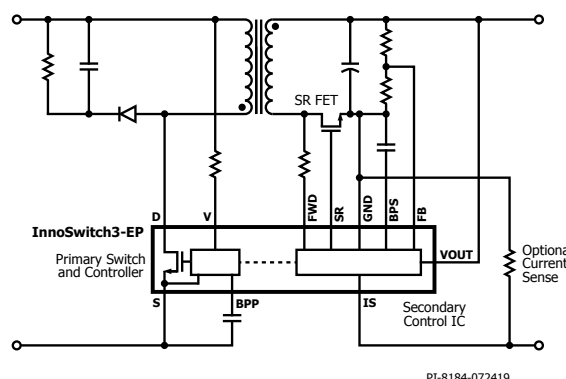 SR FET
FWD
SR
GND
BPS
FB
D
V
InnoSwitch3-EP
VOUT
Primary Switch
and Controller
Optional
Current
Sense
S
BPP
IS
Secondary
Control IC
PI-8184-072419